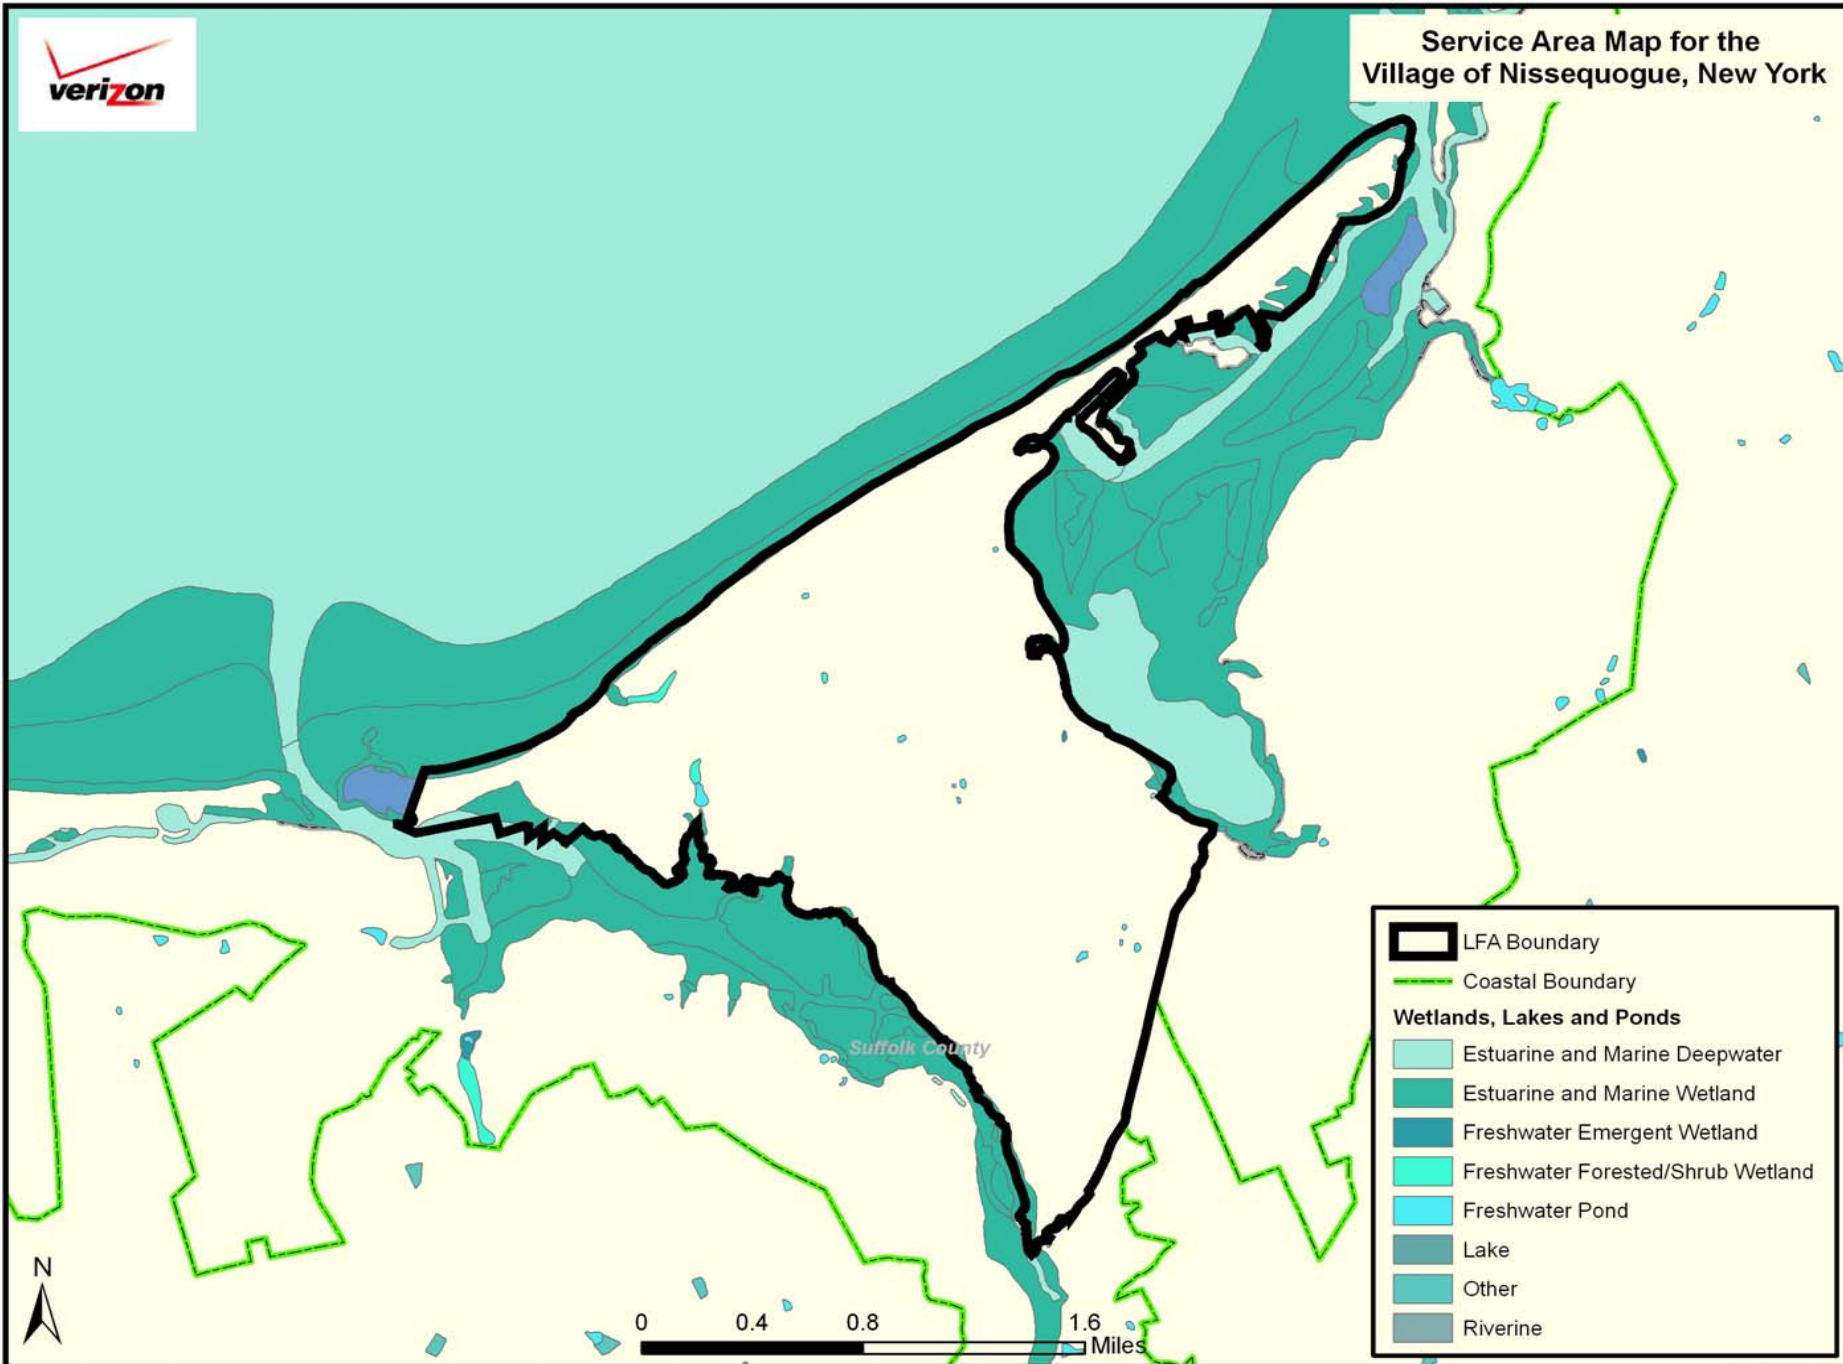 verizon
Service Area Map for the
Village of Nissequogue, New York
Suffolk County
LFA Boundary
Coastal Boundary
Wetlands, Lakes and Ponds
Estuarine and Marine Deepwater
Estuarine and Marine Wetland
Freshwater Emergent Wetland
Freshwater Forested/Shrub Wetland
Freshwater Pond
Lake
Other
Riverine
N
0 0.4 0.8 1.6
Miles